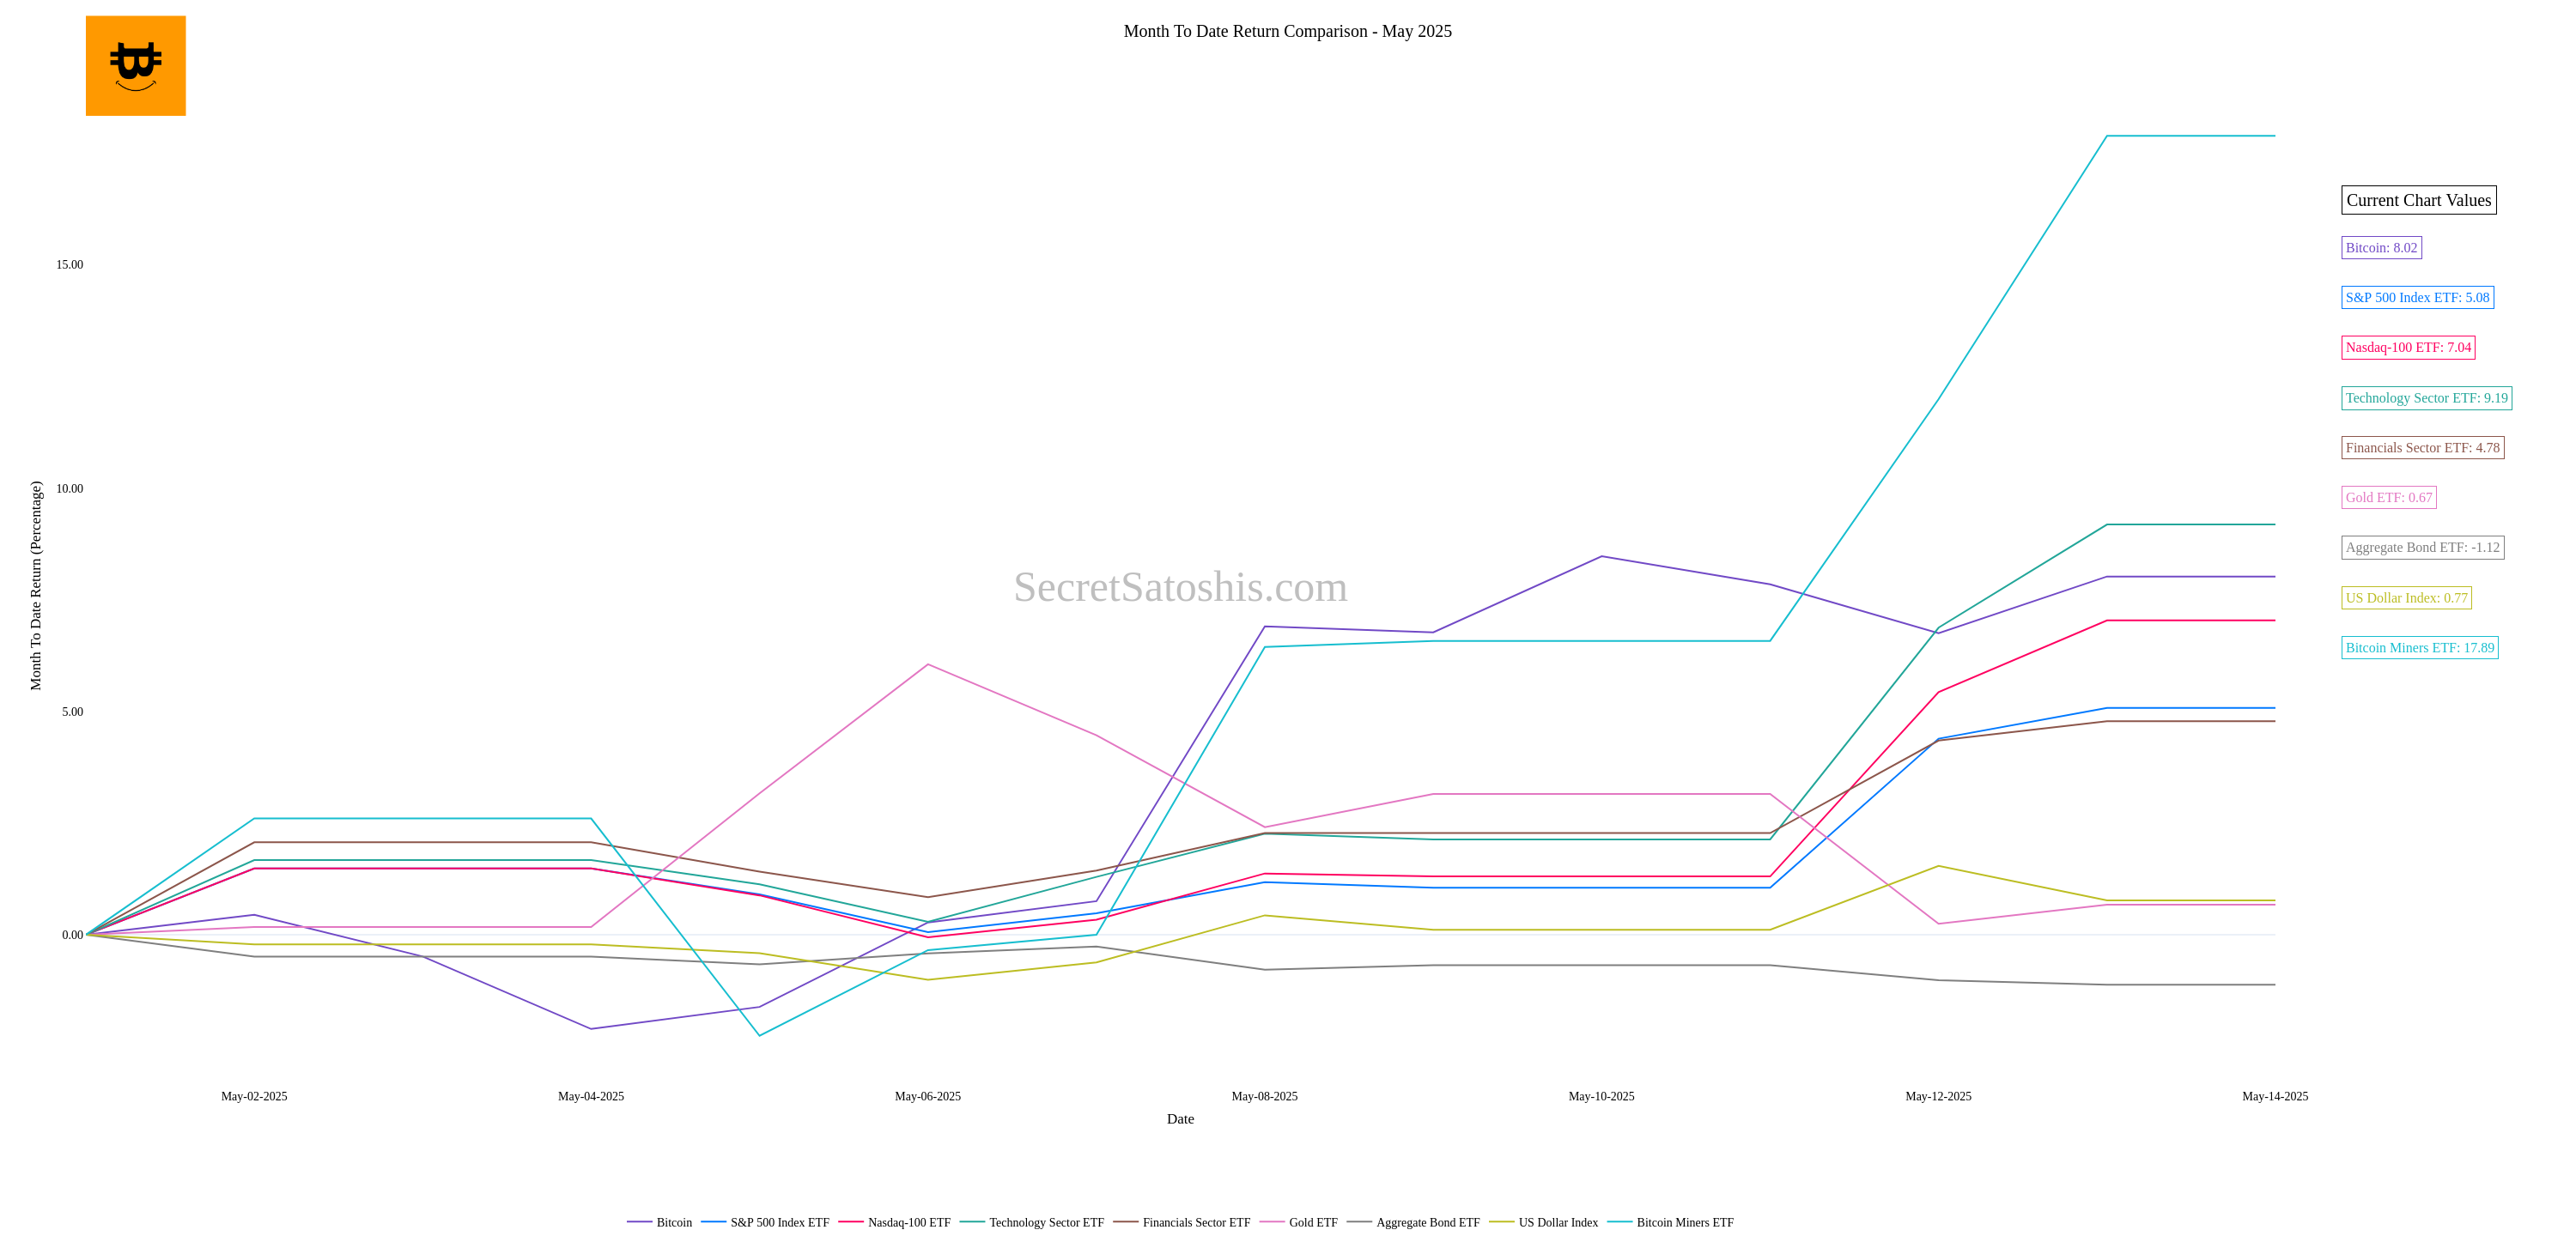 Month To Date Return Comparison - May 2025
Current Chart Values
Bitcoin: 8.02
S&P 500 Index ETF: 5.08
Nasdaq-100 ETF: 7.04
Technology Sector ETF: 9.19
Financials Sector ETF: 4.78
Gold ETF: 0.67
Aggregate Bond ETF: -1.12
US Dollar Index: 0.77
Bitcoin Miners ETF: 17.89
Month To Date Return (Percentage)
15.00
10.00
5.00
0.00
SecretSatoshis.com
May-02-2025 May-04-2025 May-06-2025 May-08-2025 May-10-2025 May-12-2025 May-14-2025
Date
Bitcoin S&P 500 Index ETF Nasdaq-100 ETF Technology Sector ETF Financials Sector ETF Gold ETF Aggregate Bond ETF US Dollar Index Bitcoin Miners ETF